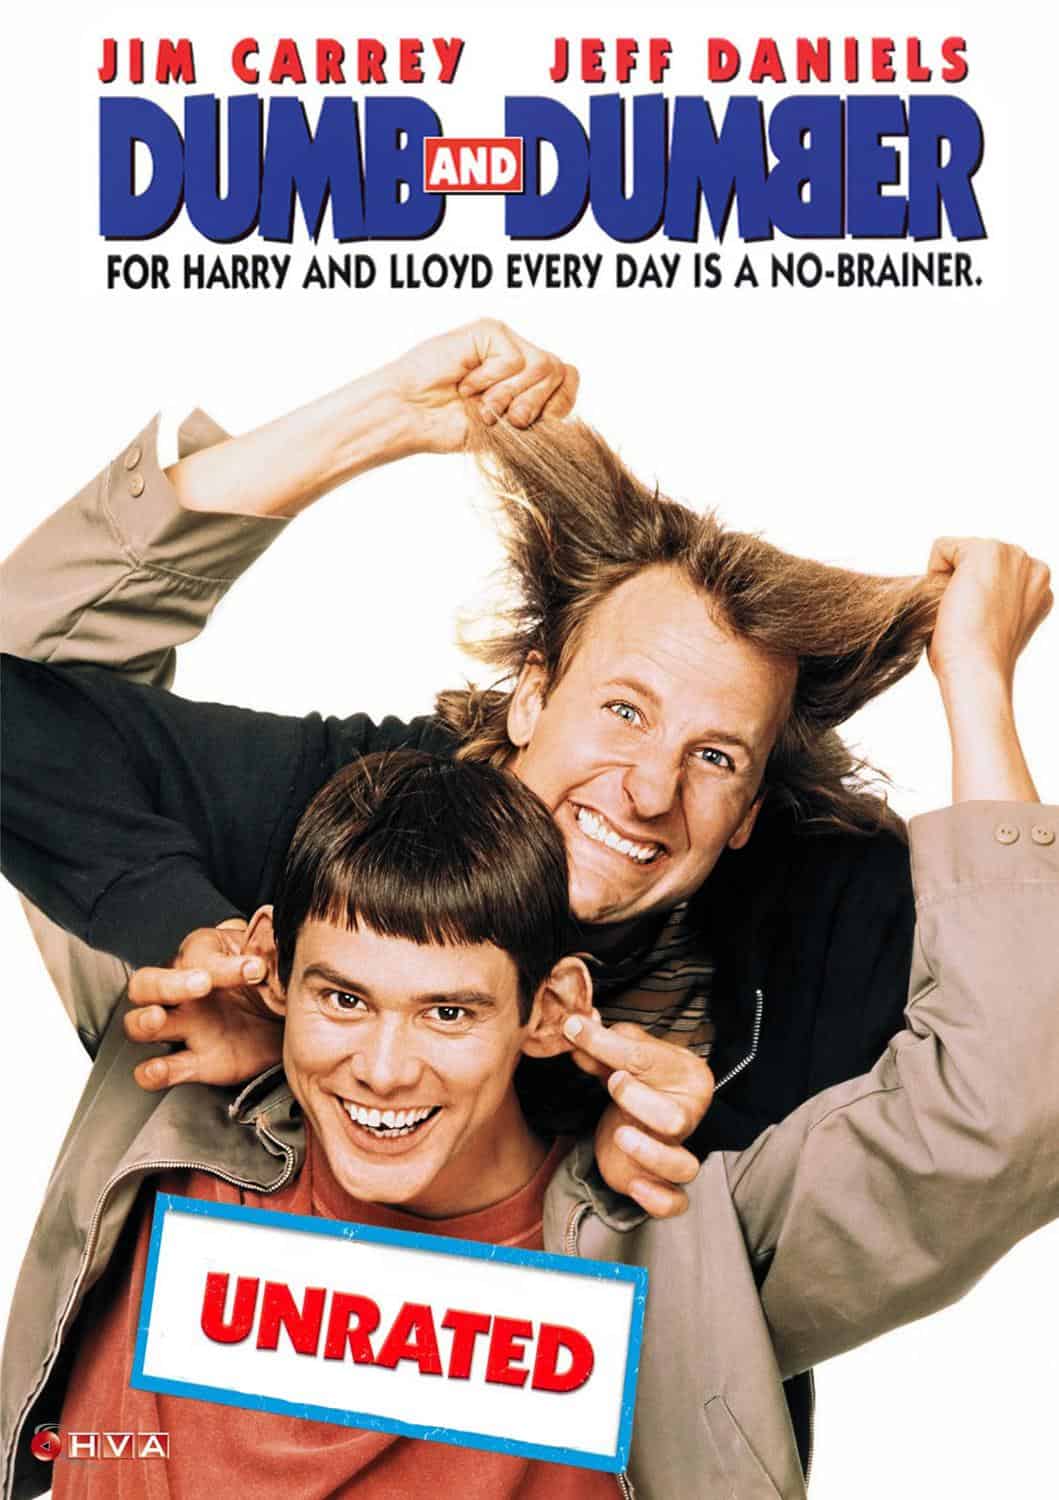 JIM CARREY JEFF DANIELS
DUMB AND DUMBER
FOR HARRY AND LLOYD EVERY DAY IS A NO-BRAINER.
UNRATED
HVA